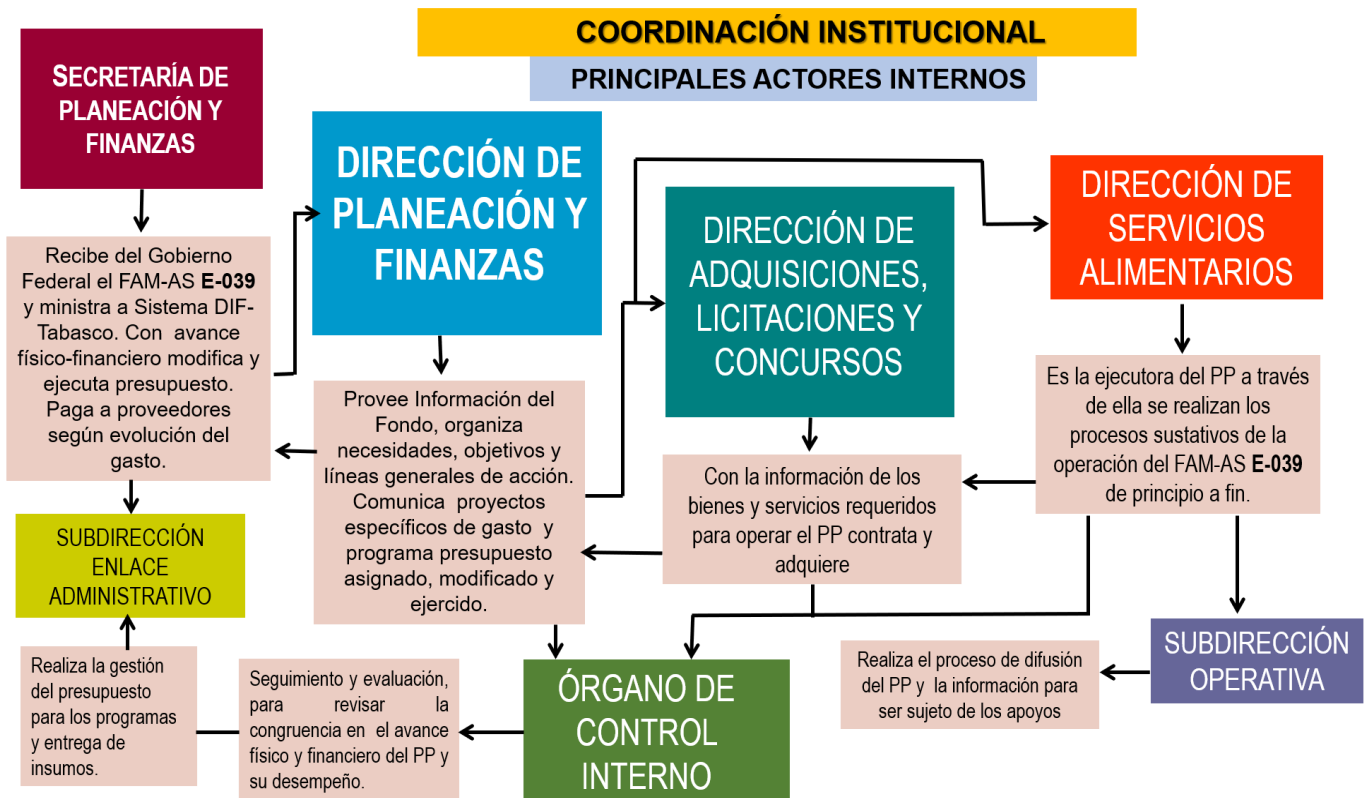 COORDINACIÓN INSTITUCIONAL
PRINCIPALES ACTORES INTERNOS
SECRETARÍA DE
PLANEACIÓN Y
FINANZAS
Recibe del Gobierno
Federal el FAM-AS E-039
y ministra a Sistema DIF-
Tabasco. Con avance
físico-financiero modifica y
ejecuta presupuesto.
Paga a proveedores
según evolución del
gasto.
SUBDIRECCIÓN
ENLACE
ADMINISTRATIVO
Realiza la gestión
del presupuesto
para los programas
y entrega de
insumos.
DIRECCIÓN DE
PLANEACIÓN Y
FINANZAS
Provee Información del
Fondo, organiza
necesidades, objetivos y
líneas generales de acción.
Comunica proyectos
específicos de gasto y
programa presupuesto
asignado, modificado y
ejercido.
Seguimiento y evaluación,
para revisar la
congruencia en el avance
físico y financiero del PP y
su desempeño.
DIRECCIÓN DE
ADQUISICIONES,
LICITACIONES Y
CONCURSOS
Con la información de los
bienes y servicios requeridos
para operar el PP contrata y
adquiere
ÓRGANO DE
CONTROL
INTERNO
DIRECCIÓN DE
SERVICIOS
ALIMENTARIOS
Es la ejecutora del PP a través
de ella se realizan los
procesos sustativos de la
operación del FAM-AS E-039
de principio a fin.
SUBDIRECCIÓN
OPERATIVA
Realiza el proceso de difusión
del PP y la información para
ser sujeto de los apoyos